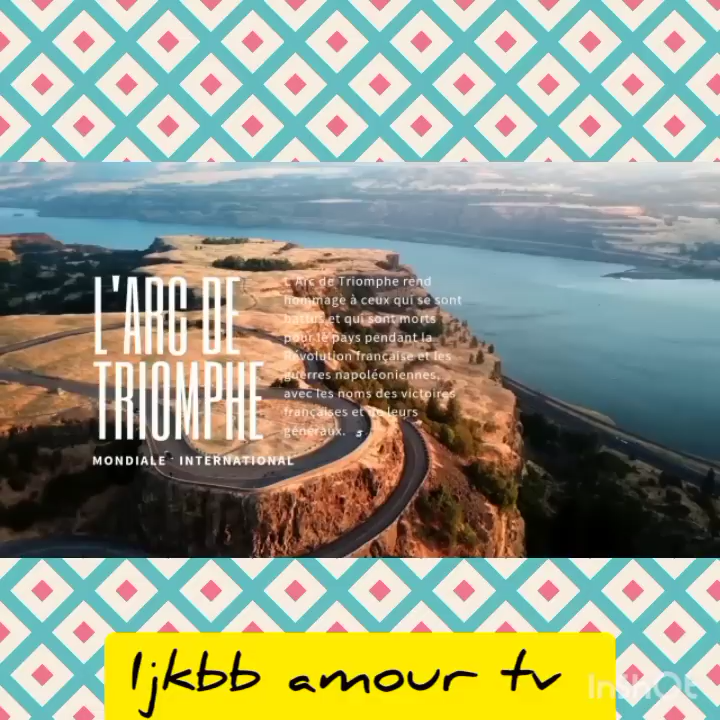 L'ARC DE
TRIOMPHE
MONDIALE INTERNATIONAL
L'Arc de Triomphe rend
hommage à ceux qui se sont
battus et qui sont morts
pour le pays pendant la
Révolution française et les
guerres napoléoniennes,
avec les noms des victoires
françaises et de leurs
généraux.
ljkbb amour tv
InShOt